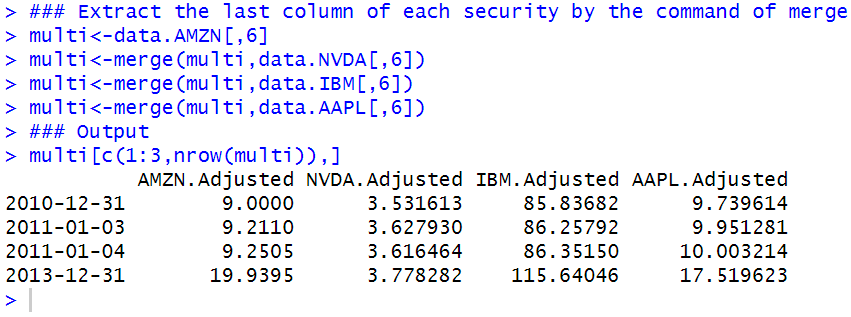 > ### Extract the last column of each security by the command of merge
> multi<-data.AMZN[,6]
> multi<-merge(multi,data.NVDA[,6])
> multi<-merge(multi,data.IBM[,6])
> multi<-merge(multi,data.AAPL[,6])
> ### Output
> multi[c(1:3,nrow(multi)),]
           AMZN.Adjusted NVDA.Adjusted IBM.Adjusted AAPL.Adjusted
2010-12-31        9.0000      3.531613     85.83682      9.739614
2011-01-03        9.2110      3.627930     86.25792      9.951281
2011-01-04        9.2505      3.616464     86.35150     10.003214
2013-12-31       19.9395      3.778282    115.64046     17.519623
>